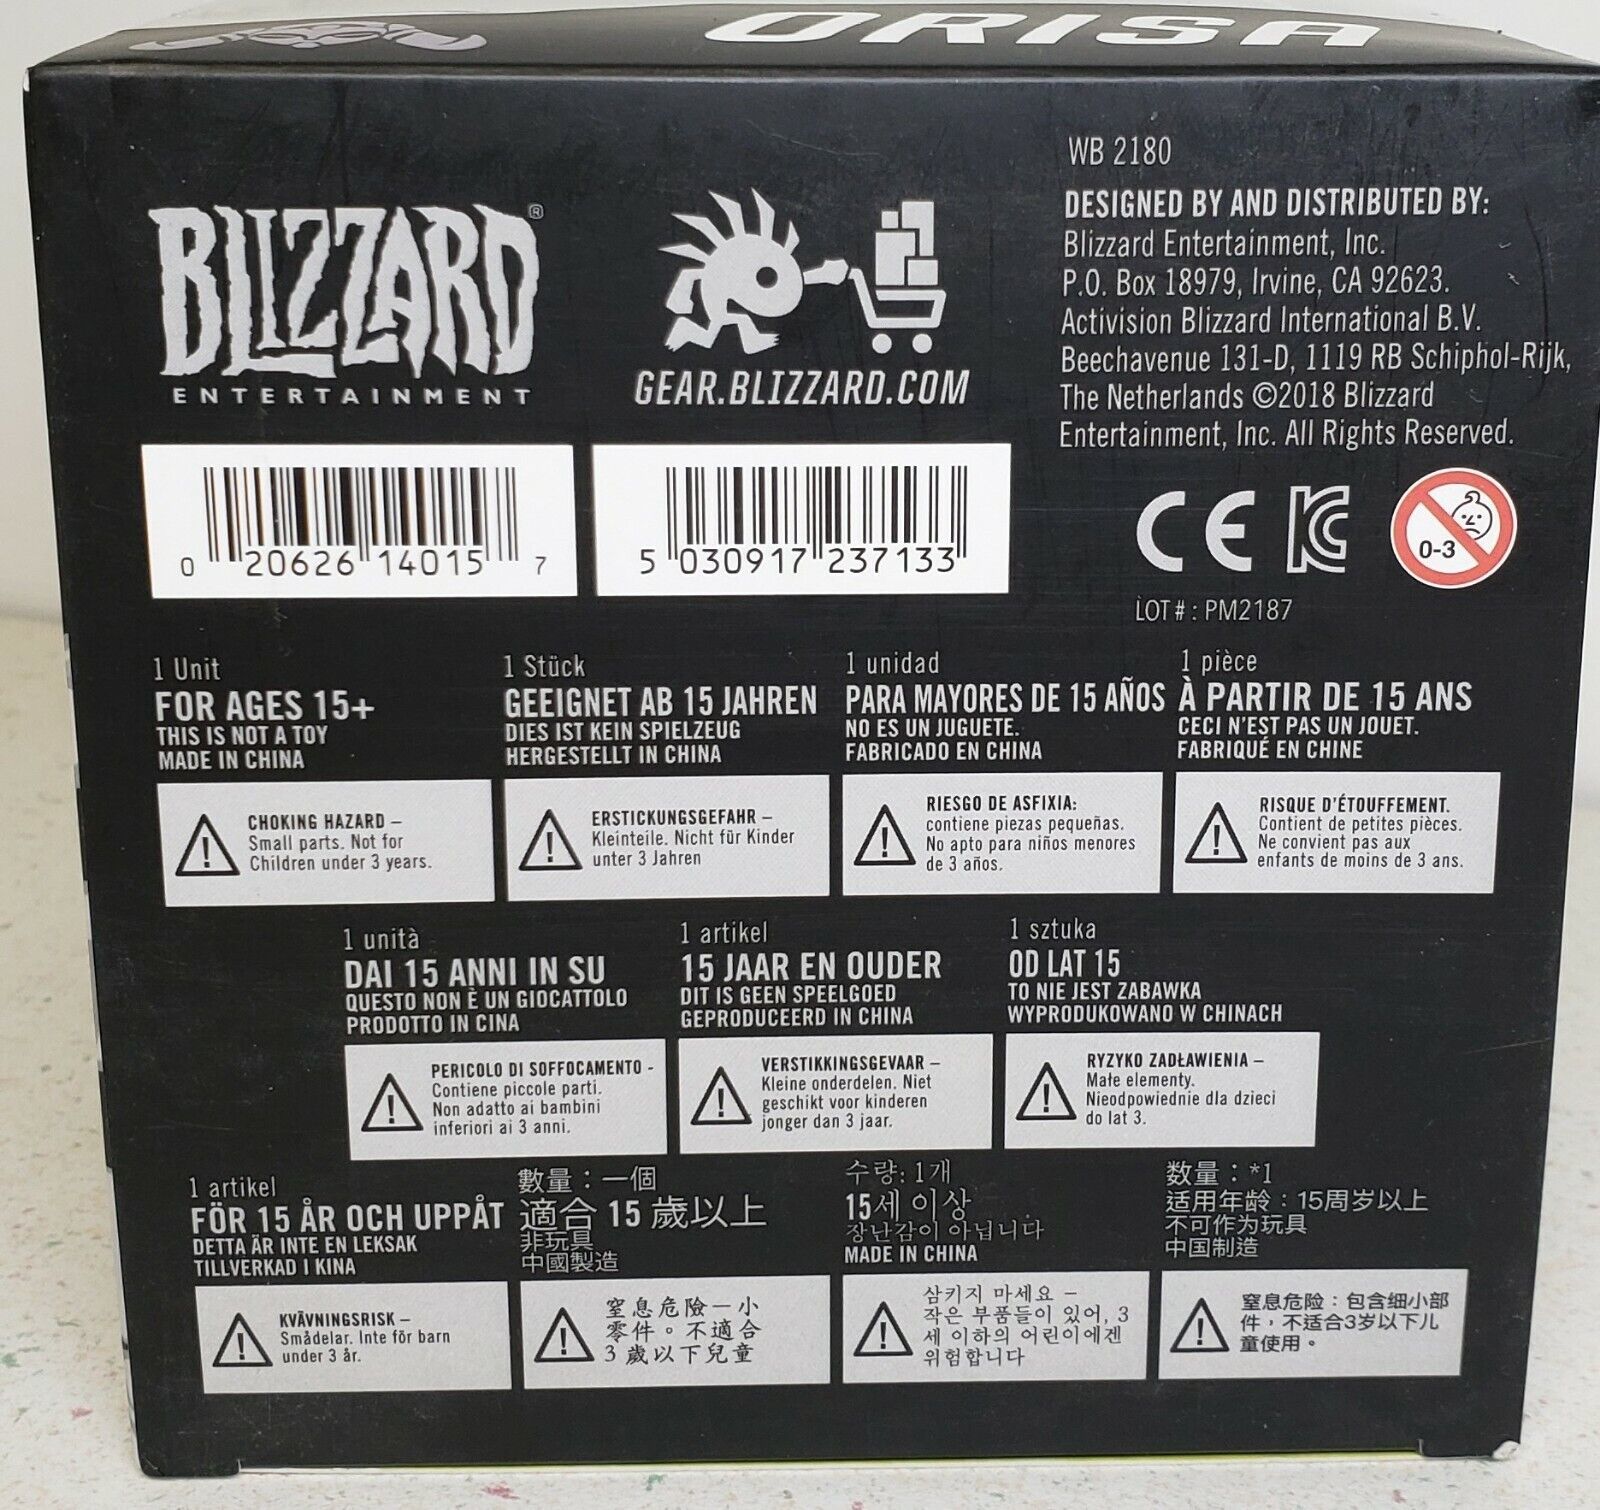 ORISA
WB 2180
DESIGNED BY AND DISTRIBUTED BY:
Blizzard Entertainment, Inc.
P.O. Box 18979, Irvine, CA 92623.
Activision Blizzard International B.V.
Beechavenue 131-D, 1119 RB Schiphol-Rijk,
The Netherlands ©2018 Blizzard
Entertainment, Inc. All Rights Reserved.
BLIZZARD®
ENTERTAINMENT
GEAR.BLIZZARD.COM
0 20626 14015 7
5 030917 237133
CE
0-3
LOT # : PM2187
1 Unit
FOR AGES 15+
THIS IS NOT A TOY
MADE IN CHINA
CHOKING HAZARD –
Small parts. Not for
Children under 3 years.
1 Stück
GEEIGNET AB 15 JAHREN
DIES IST KEIN SPIELZEUG
HERGESTELLT IN CHINA
ERSTICKUNGSGEFAHR –
Kleinteile. Nicht für Kinder
unter 3 Jahren
1 unidad
PARA MAYORES DE 15 AÑOS
NO ES UN JUGUETE.
FABRICADO EN CHINA
RIESGO DE ASFIXIA:
contiene piezas pequeñas.
No apto para niños menores
de 3 años.
1 pièce
À PARTIR DE 15 ANS
CECI N'EST PAS UN JOUET.
FABRIQUÉ EN CHINE
RISQUE D'ÉTOUFFEMENT.
Contient de petites pièces.
Ne convient pas aux
enfants de moins de 3 ans.
1 unità
DAI 15 ANNI IN SU
QUESTO NON È UN GIOCATTOLO
PRODOTTO IN CINA
PERICOLO DI SOFFOCAMENTO -
Contiene piccole parti.
Non adatto ai bambini
inferiori ai 3 anni.
1 artikel
15 JAAR EN OUDER
DIT IS GEEN SPEELGOED
GEPRODUCEERD IN CHINA
VERSTIKKINGSGEVAAR –
Kleine onderdelen. Niet
geschikt voor kinderen
jonger dan 3 jaar.
1 sztuka
OD LAT 15
TO NIE JEST ZABAWKA
WYPRODUKOWANO W CHINACH
RYZYKO ZADŁAWIENIA –
Małe elementy.
Nieodpowiednie dla dzieci
do lat 3.
1 artikel
FÖR 15 ÅR OCH UPPÅT
DETTA ÄR INTE EN LEKSAK
TILLVERKAD I KINA
KVÄVNINGSRISK –
Smådelar. Inte för barn
under 3 år.
數量：一個
適合 15 歲以上
非玩具
中國製造
窒息危險－小
零件。不適合
3 歲以下兒童
수량: 1개
15세 이상
장난감이 아닙니다
MADE IN CHINA
삼키지 마세요 –
작은 부품들이 있어, 3
세 이하의 어린이에겐
위험합니다
数量：*1
适用年龄：15周岁以上
不可作为玩具
中国制造
窒息危险：包含细小部
件，不适合3岁以下儿
童使用。